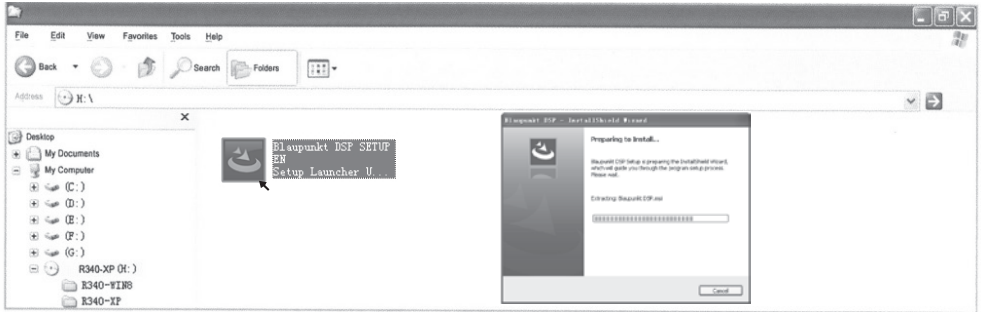 File Edit View Favorites Tools Help
Back Search Folders
Address H:\
Desktop
My Documents
My Computer
(C:)
(D:)
(E:)
(F:)
(G:)
R340-XP (H:)
R340-WIN8
R340-XP
Blaupunkt DSP SETUP
EN
Setup Launcher U...
Blaupunkt DSP - InstallShield Wizard
Preparing to Install...
Blaupunkt DSP Setup is preparing the InstallShield Wizard,
which will guide you through the program setup process.
Please wait.
Extracting: Blaupunkt DSP.msi
Cancel